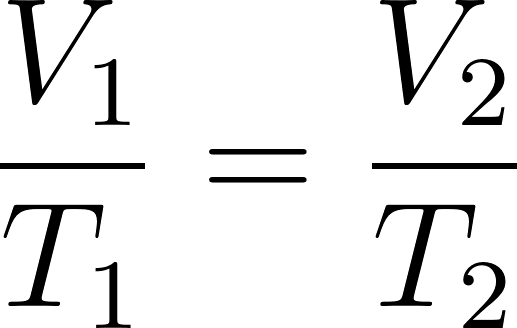 V₁/T₁ = V₂/T₂